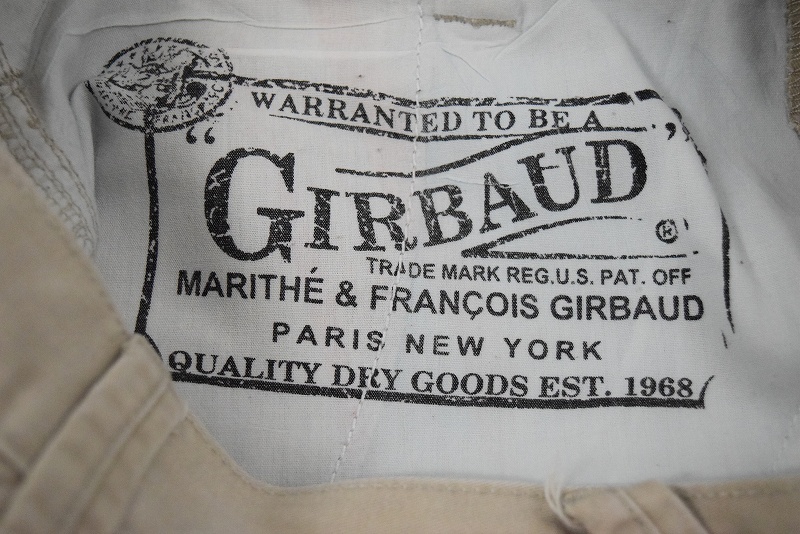 WARRANTED TO BE A
“GIRBAUD”
®
TRADE MARK REG.U.S. PAT. OFF
MARITHÉ & FRANÇOIS GIRBAUD
PARIS NEW YORK
QUALITY DRY GOODS EST. 1968